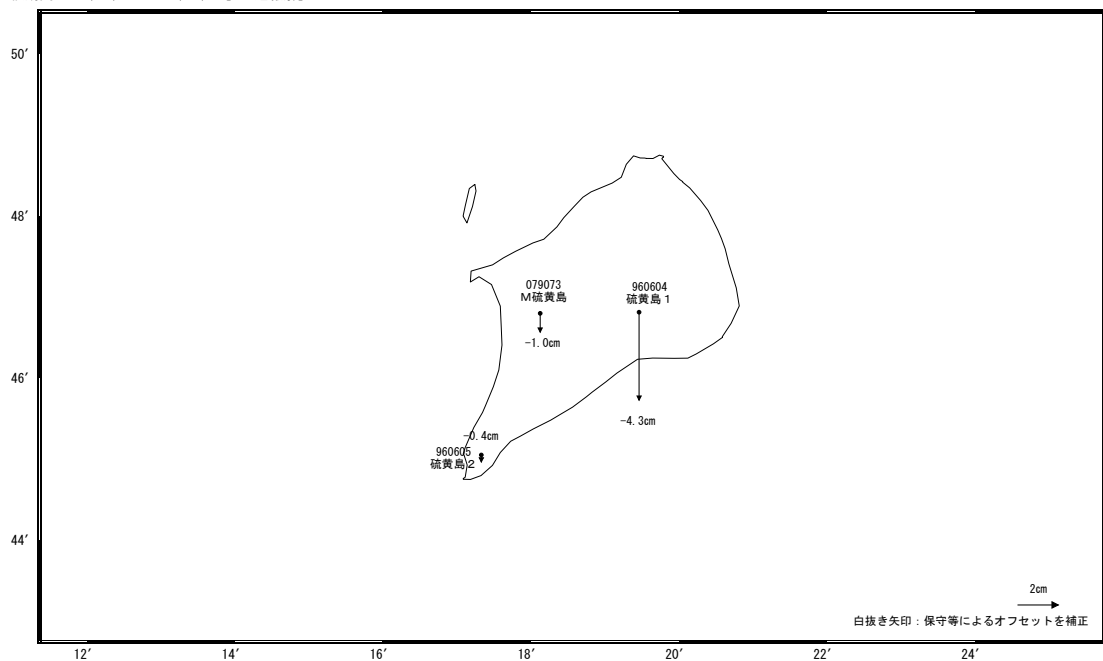 50′
48′
079073
M硫黄島
960604
硫黄島１
-1.0cm
46′
-4.3cm
-0.4cm
960605
硫黄島２
44′
2cm
白抜き矢印：保守等によるオフセットを補正
12′ 14′ 16′ 18′ 20′ 22′ 24′